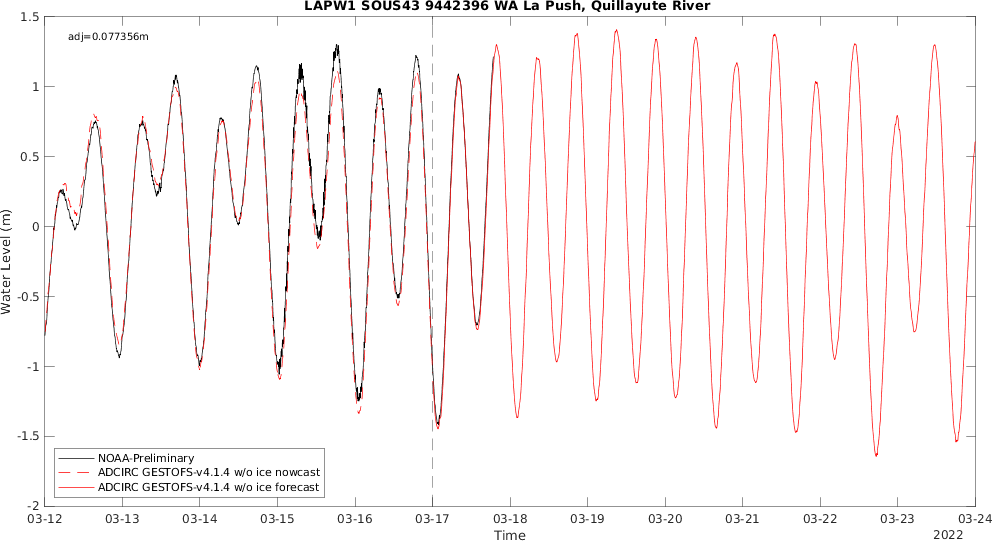 LAPW1 SOUS43 9442396 WA La Push, Quillayute River
adj=0.077356m
Water Level (m)
1.5
1
0.5
0
-0.5
-1
-1.5
-2
NOAA-Preliminary
ADCIRC GESTOFS-v4.1.4 w/o ice nowcast
ADCIRC GESTOFS-v4.1.4 w/o ice forecast
03-12 03-13 03-14 03-15 03-16 03-17 03-18 03-19 03-20 03-21 03-22 03-23 03-24
Time
2022